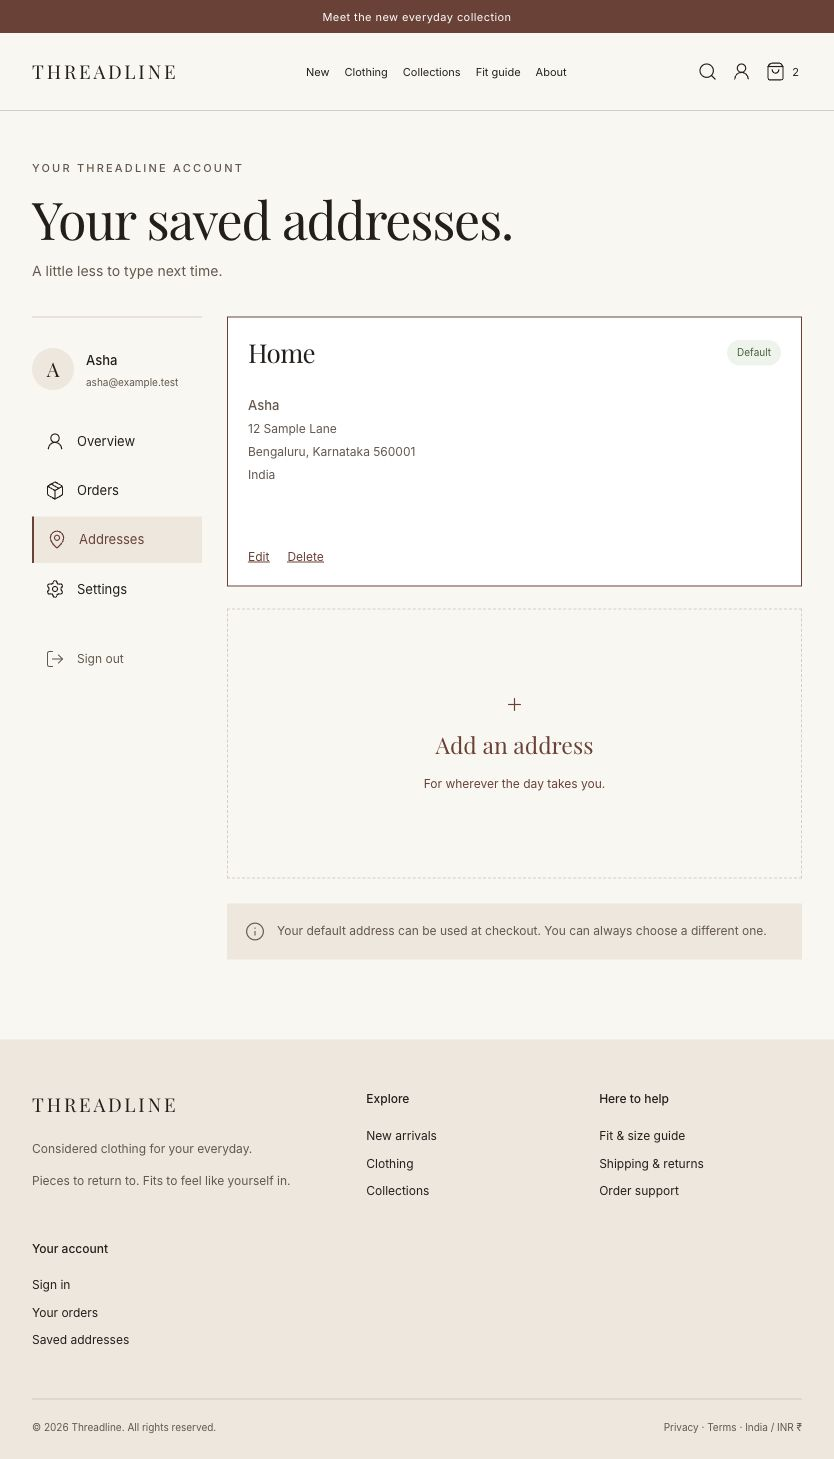 Meet the new everyday collection
THREADLINE
New Clothing Collections Fit guide About
2
YOUR THREADLINE ACCOUNT
Your saved addresses.
A little less to type next time.
A
Asha
asha@example.test
Overview
Orders
Addresses
Settings
Sign out
Home
Default
Asha
12 Sample Lane
Bengaluru, Karnataka 560001
India
Edit Delete
Add an address
For wherever the day takes you.
Your default address can be used at checkout. You can always choose a different one.
THREADLINE
Considered clothing for your everyday.
Pieces to return to. Fits to feel like yourself in.
Explore
New arrivals
Clothing
Collections
Here to help
Fit & size guide
Shipping & returns
Order support
Your account
Sign in
Your orders
Saved addresses
© 2026 Threadline. All rights reserved.
Privacy · Terms · India / INR ₹